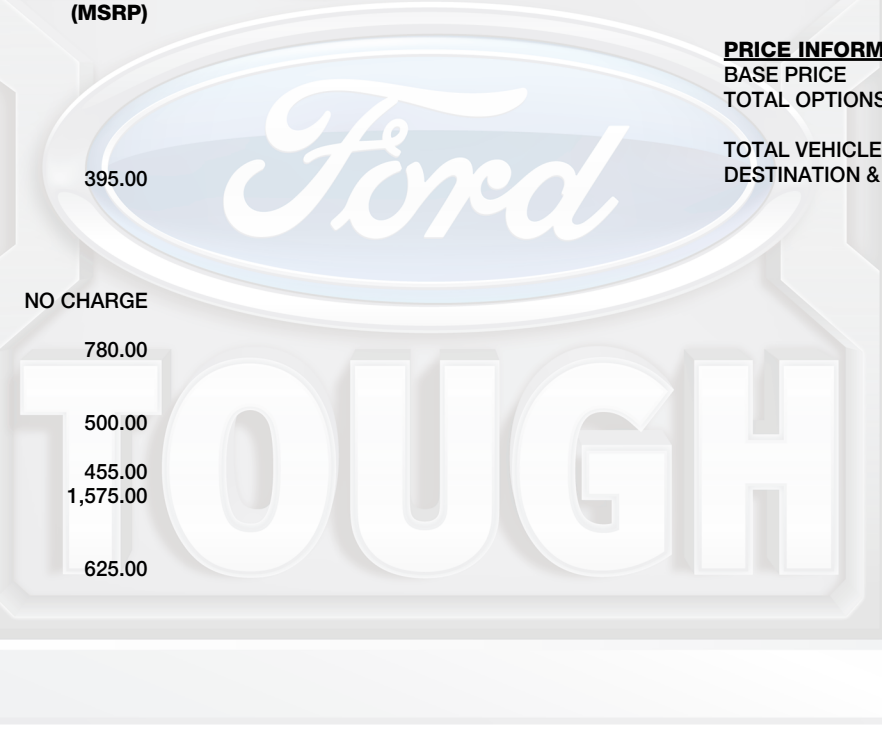 (MSRP)
395.00
NO CHARGE
780.00
500.00
455.00
1,575.00
625.00
PRICE INFORM
BASE PRICE
TOTAL OPTIONS
TOTAL VEHICLE
DESTINATION &
Ford
TOUGH